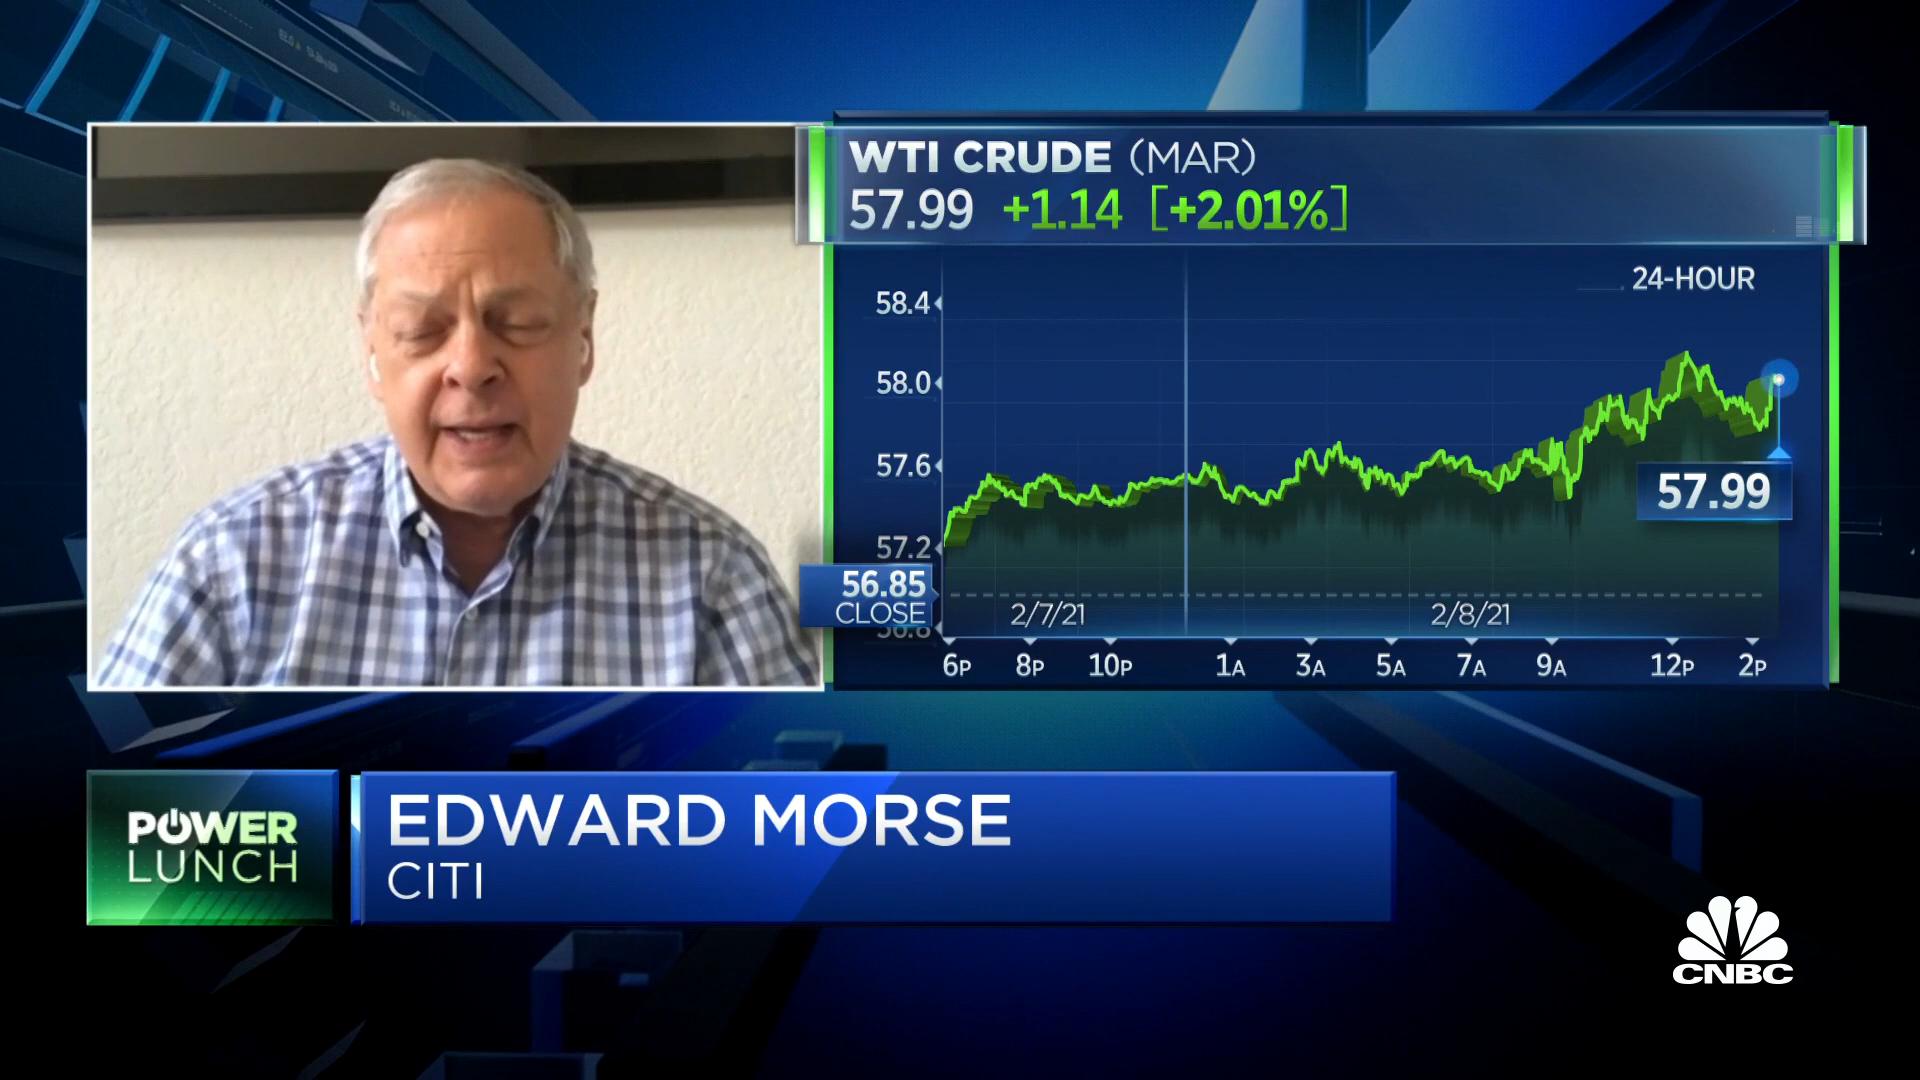 WTI CRUDE (MAR)
57.99 +1.14 [+2.01%]
24-HOUR
58.4
58.0
57.6
57.2
56.85
CLOSE
56.8
57.99
2/7/21
2/8/21
6P 8P 10P 1A 3A 5A 7A 9A 12P 2P
POWER
LUNCH
EDWARD MORSE
CITI
CNBC